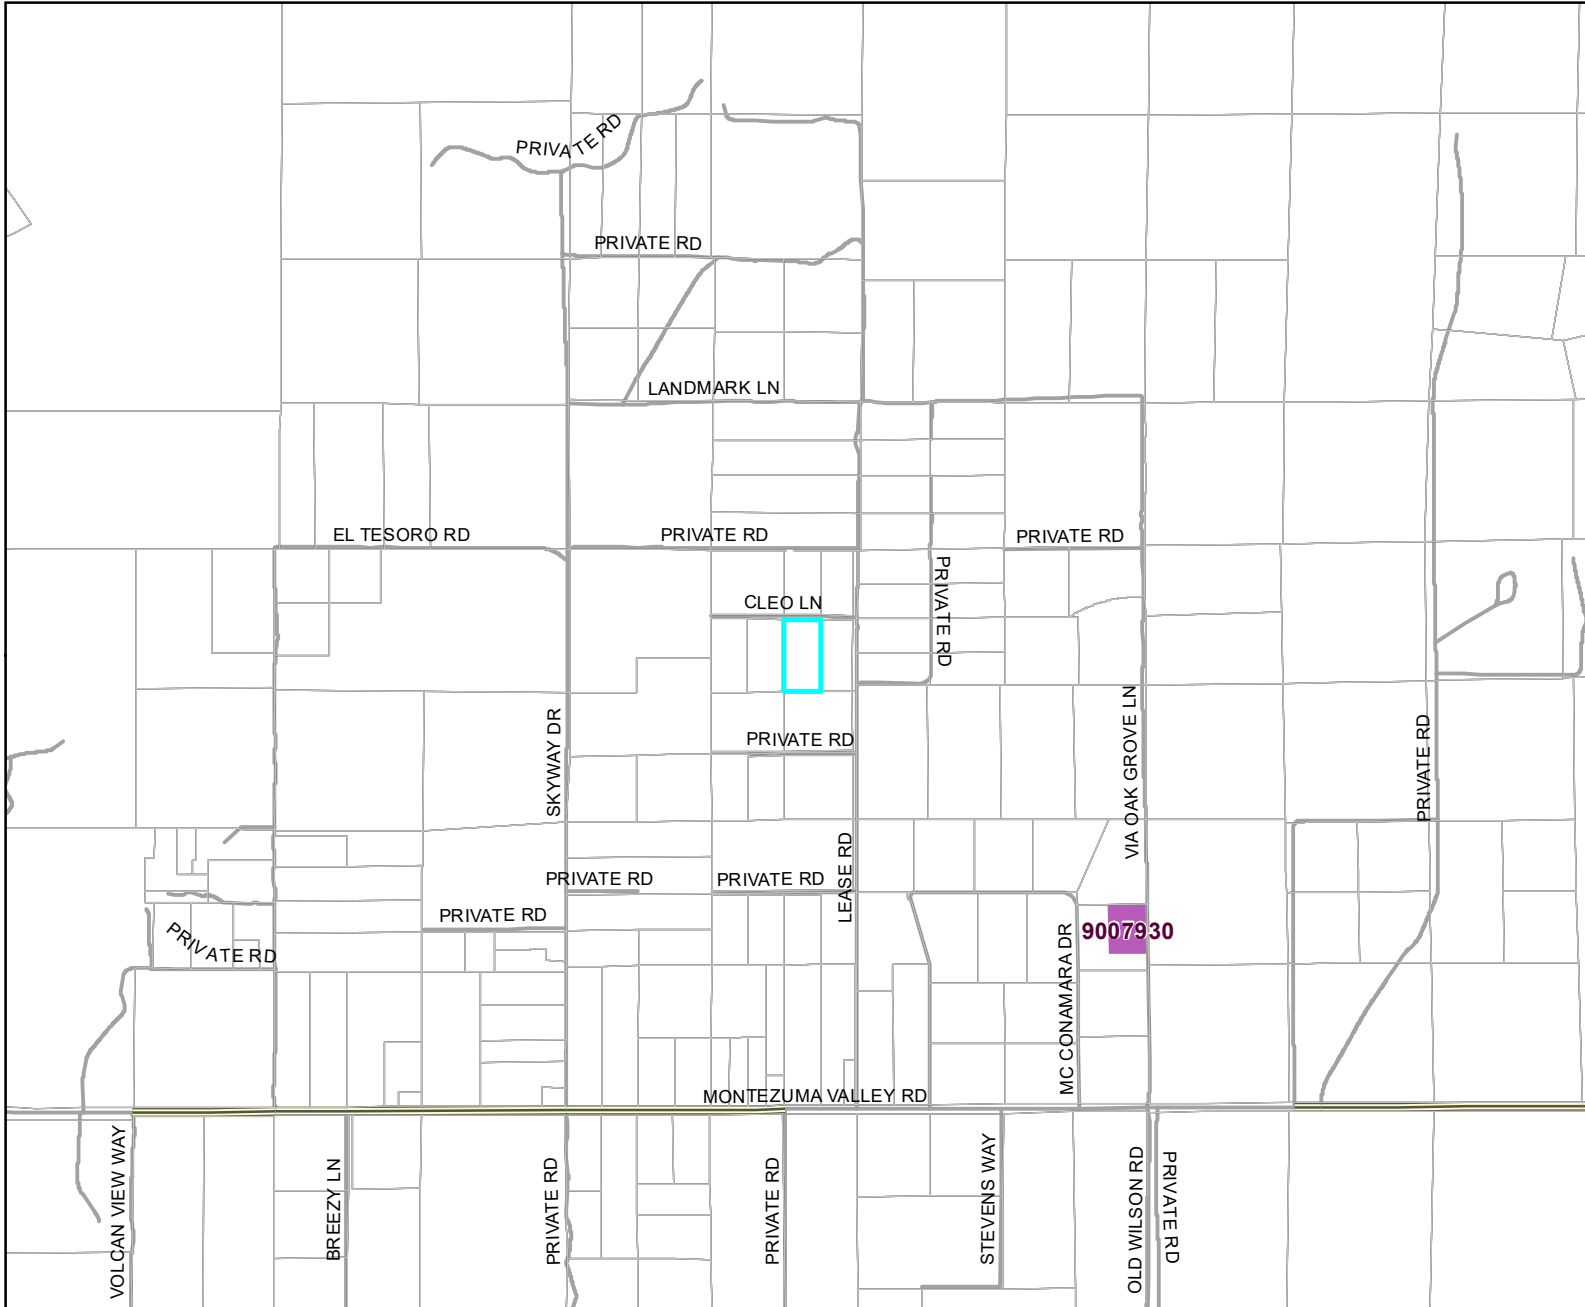 PRIVATE RD
PRIVATE RD
LANDMARK LN
EL TESORO RD
PRIVATE RD
PRIVATE RD
PRIVATE RD
CLEO LN
SKYWAY DR
PRIVATE RD
VIA OAK GROVE LN
PRIVATE RD
LEASE RD
PRIVATE RD
PRIVATE RD
PRIVATE RD
PRIVATE RD
9007930
MC CONAMARA DR
MONTEZUMA VALLEY RD
VOLCAN VIEW WAY
BREEZY LN
PRIVATE RD
PRIVATE RD
STEVENS WAY
OLD WILSON RD
PRIVATE RD